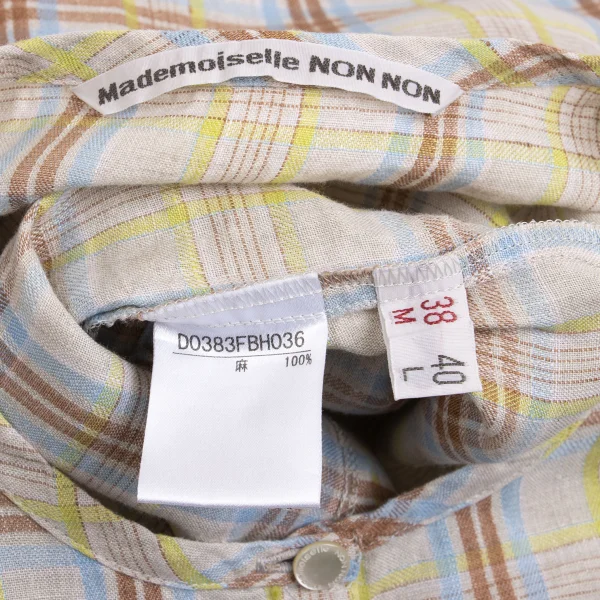 Mademoiselle NON NON
D0383FBH036
麻 100%
38
M
40
L